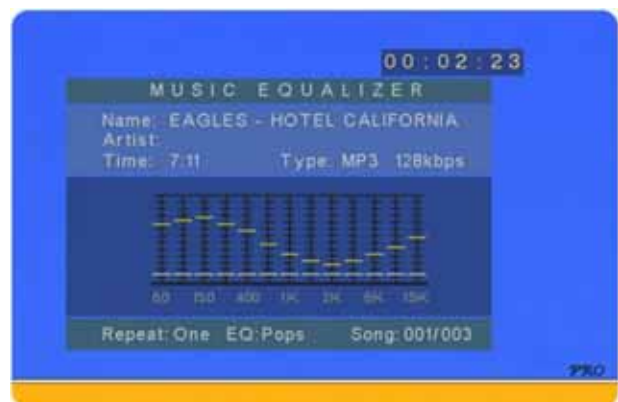 00:02:23
MUSIC EQUALIZER
Name: EAGLES - HOTEL CALIFORNIA
Artist:
Time: 7:11 Type: MP3 128kbps
60 150 400 1K 2K 6K 15K
Repeat: One EQ: Pops Song: 001/003
PRO